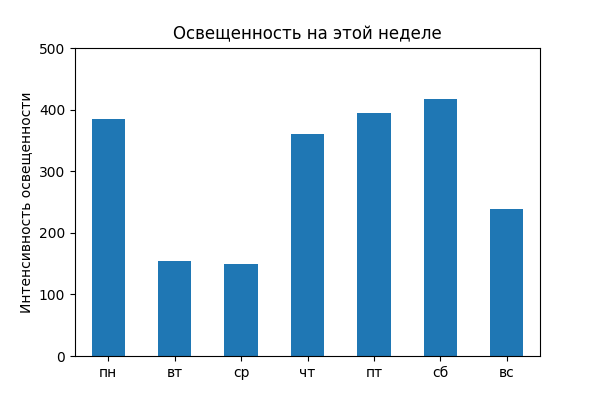 Освещенность на этой неделе
Интенсивность освещенности
500
400
300
200
100
0
пн вт ср чт пт сб вс